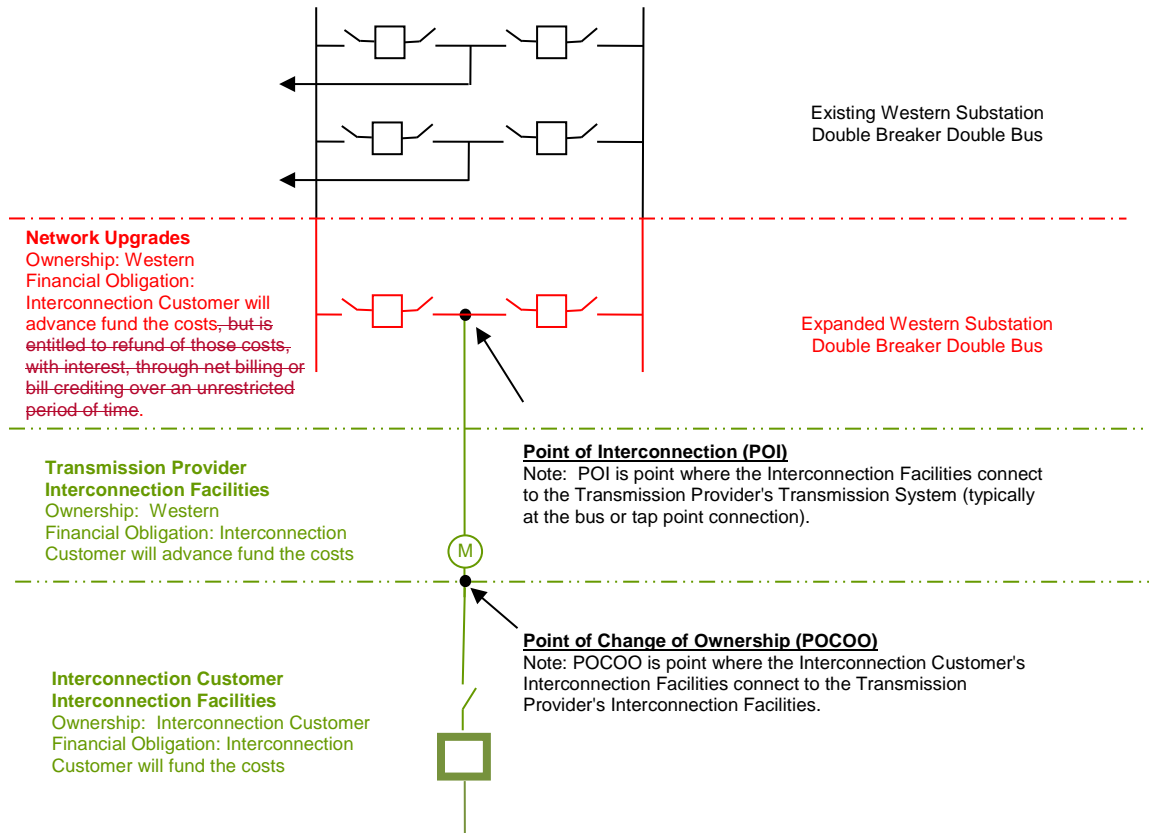 Existing Western Substation
Double Breaker Double Bus
Network Upgrades
Ownership: Western
Financial Obligation:
Interconnection Customer will
advance fund the costs, but is
entitled to refund of those costs,
with interest, through net billing or
bill crediting over an unrestricted
period of time.
Expanded Western Substation
Double Breaker Double Bus
Point of Interconnection (POI)
Note:  POI is point where the Interconnection Facilities connect
to the Transmission Provider's Transmission System (typically
at the bus or tap point connection).
Transmission Provider
Interconnection Facilities
Ownership:  Western
Financial Obligation: Interconnection
Customer will advance fund the costs
M
Point of Change of Ownership (POCOO)
Note: POCOO is point where the Interconnection Customer's
Interconnection Facilities connect to the Transmission
Provider's Interconnection Facilities.
Interconnection Customer
Interconnection Facilities
Ownership:  Interconnection Customer
Financial Obligation: Interconnection
Customer will fund the costs